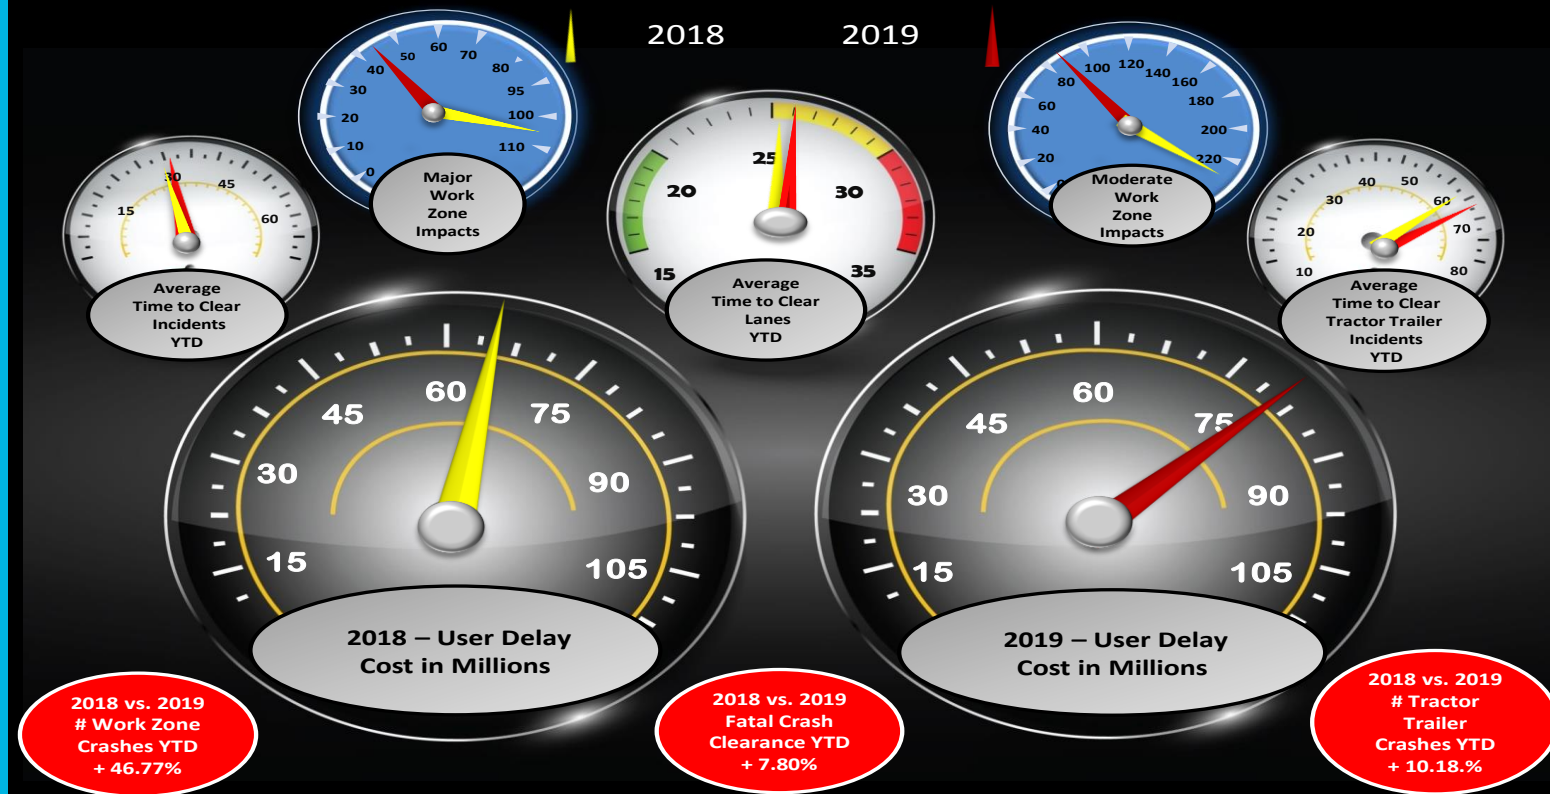 2018 2019
0 10 20 30 40 50 60 70 80 95 100 110
Major
Work
Zone
Impacts
20 40 60 80 100 120 140 160 180 200 220
Moderate
Work
Zone
Impacts
15 30 45 60
Average
Time to Clear
Incidents
YTD
15 20 25 30 35
Average
Time to Clear
Lanes
YTD
10 20 30 40 50 60 70 80
Average
Time to Clear
Tractor Trailer
Incidents
YTD
15 30 45 60 75 90 105
2018 – User Delay
Cost in Millions
15 30 45 60 75 90 105
2019 – User Delay
Cost in Millions
2018 vs. 2019
# Work Zone
Crashes YTD
+ 46.77%
2018 vs. 2019
Fatal Crash
Clearance YTD
+ 7.80%
2018 vs. 2019
# Tractor
Trailer
Crashes YTD
+ 10.18.%